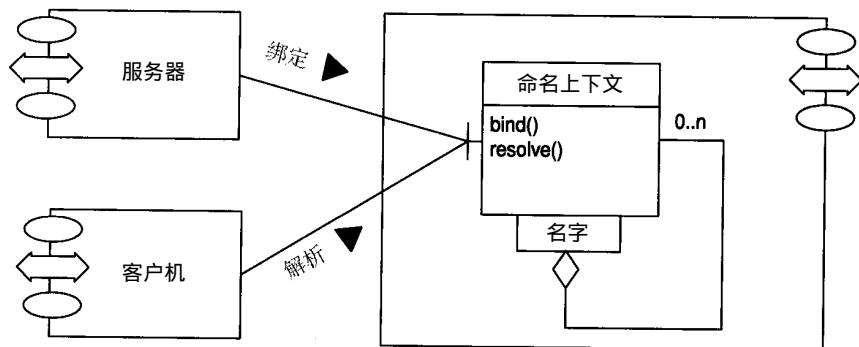 绑定
服务器
命名上下文
bind()
resolve()
0..n
名字
客户机
解析